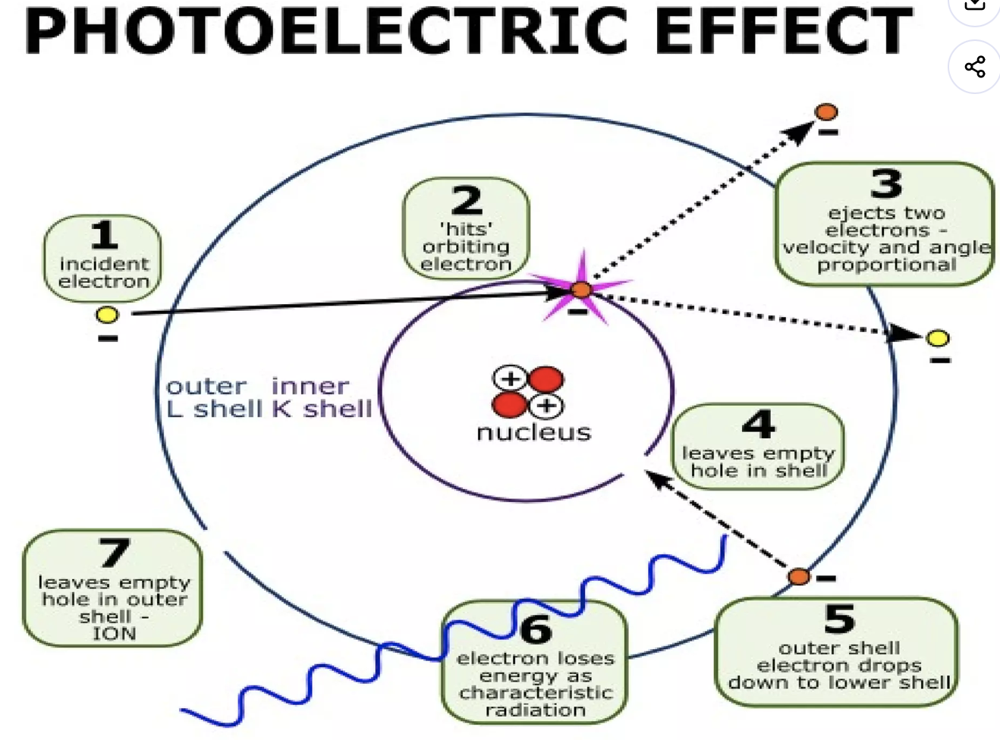 PHOTOELECTRIC EFFECT
1
incident
electron
2
'hits'
orbiting
electron
3
ejects two
electrons -
velocity and angle
proportional
outer inner
L shell K shell
+
+
nucleus
4
leaves empty
hole in shell
5
outer shell
electron drops
down to lower shell
6
electron loses
energy as
characteristic
radiation
7
leaves empty
hole in outer
shell -
ION